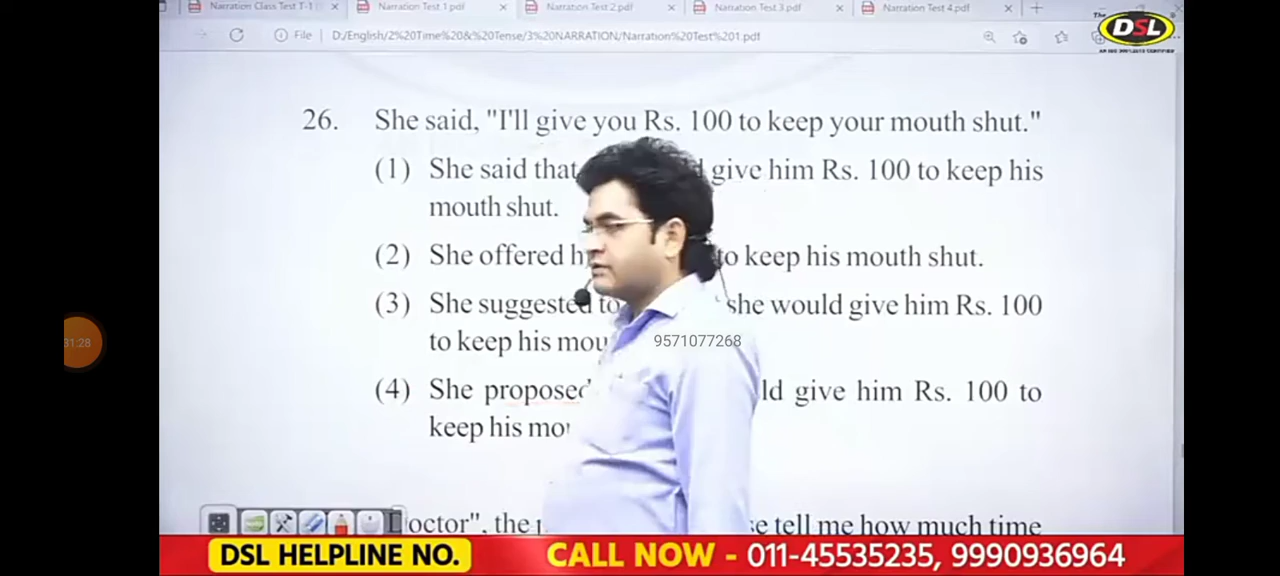 Narration Class Test T-1
Narration Test 1.pdf
Narration Test 2.pdf
Narration Test 3.pdf
Narration Test 4.pdf
The
DSL
File
D:/English/2%20Time%20&%20Tense/3%20NARRATION/Narration%20Test%201.pdf
26. She said, "I'll give you Rs. 100 to keep your mouth shut."
(1) She said that give him Rs. 100 to keep his
mouth shut.
(2) She offered to keep his mouth shut.
(3) She suggested to she would give him Rs. 100
to keep his
9571077268
31:28
(4) She proposed give him Rs. 100 to
keep his
octor", the tell me how much time
DSL HELPLINE NO. CALL NOW - 011-45535235, 9990936964